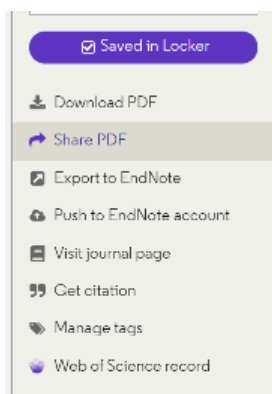 Saved in Locker
Download PDF
Share PDF
Export to EndNote
Push to EndNote account
Visit journal page
Get citation
Manage tags
Web of Science record